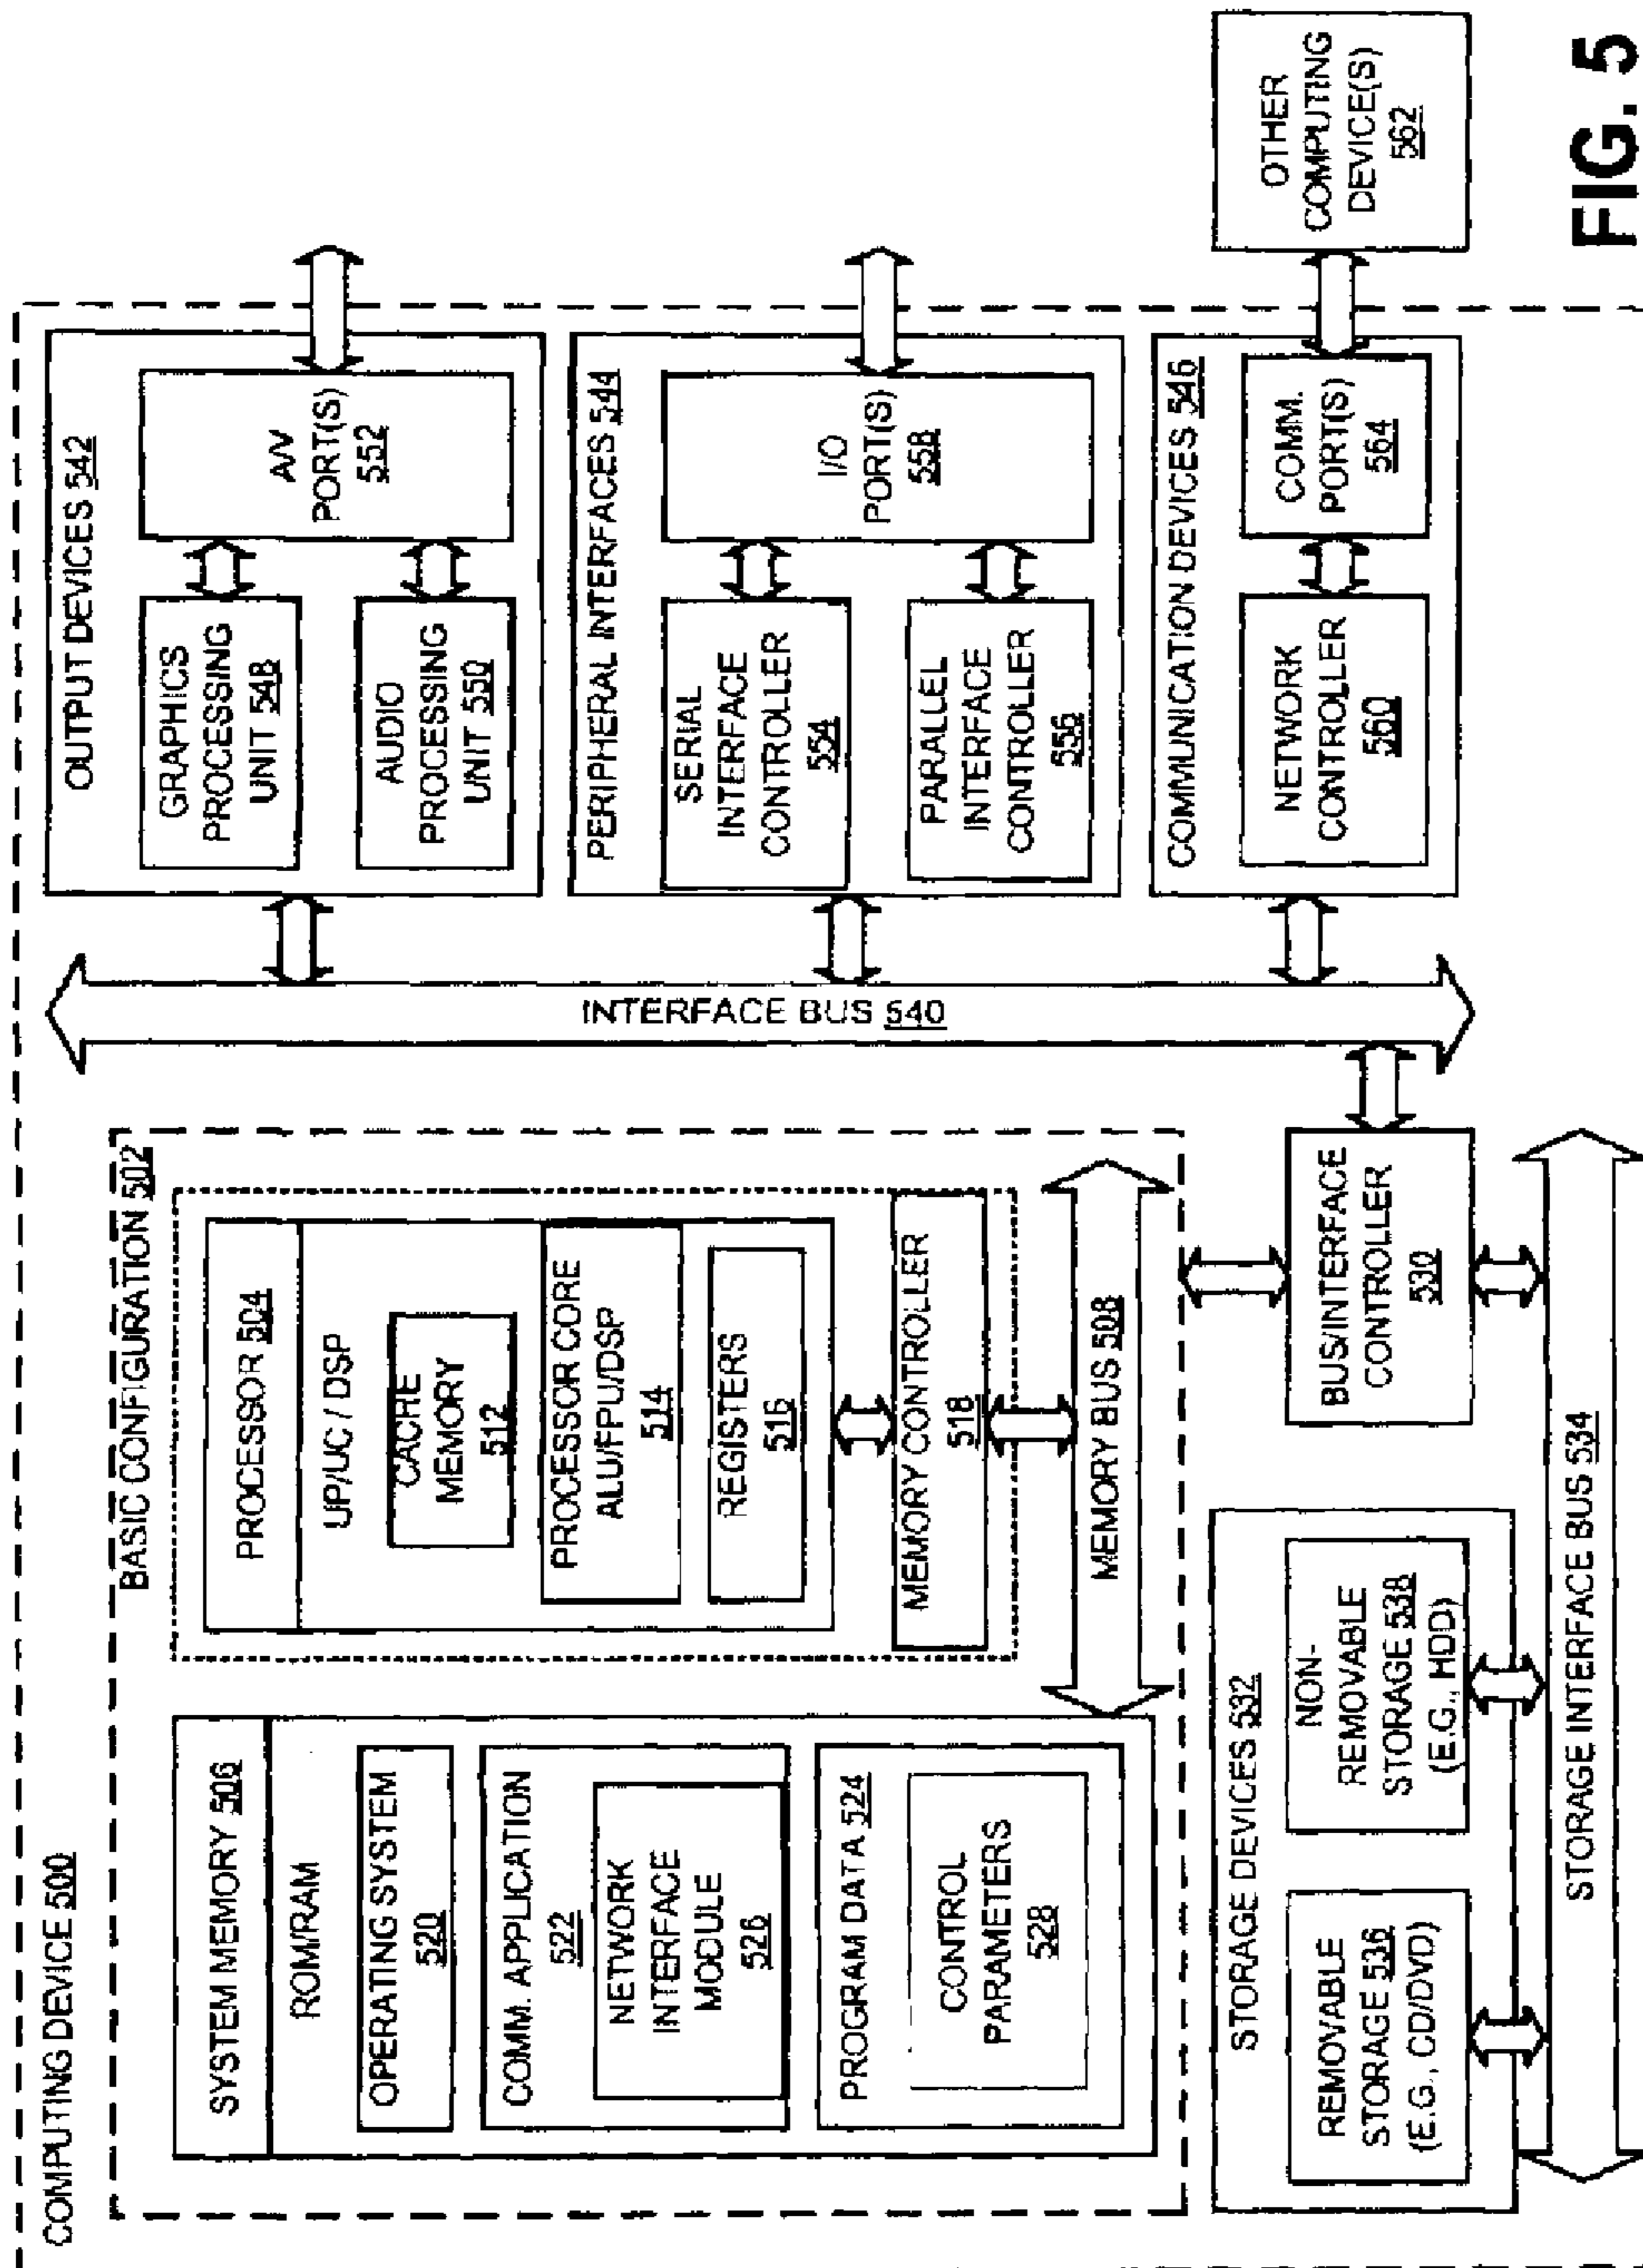 COMPUTING DEVICE 500
BASIC CONFIGURATION 502
SYSTEM MEMORY 506
ROM/RAM
OPERATING SYSTEM
520
COMM. APPLICATION
522
NETWORK
INTERFACE
MODULE
526
PROGRAM DATA 524
CONTROL
PARAMETERS
528
PROCESSOR 504
UP/UC / DSP
CACHE
MEMORY
512
PROCESSOR CORE
ALU/FPU/DSP
514
REGISTERS
516
MEMORY CONTROLLER
518
MEMORY BUS 508
BUS/INTERFACE
CONTROLLER
530
STORAGE DEVICES 532
REMOVABLE
STORAGE 536
(E.G., CD/DVD)
NON-
REMOVABLE
STORAGE 538
(E.G., HDD)
STORAGE INTERFACE BUS 534
INTERFACE BUS 540
OUTPUT DEVICES 542
GRAPHICS
PROCESSING
UNIT 548
AUDIO
PROCESSING
UNIT 550
A/V
PORT(S)
552
PERIPHERAL INTERFACES 544
SERIAL
INTERFACE
CONTROLLER
554
PARALLEL
INTERFACE
CONTROLLER
556
I/O
PORT(S)
558
COMMUNICATION DEVICES 546
NETWORK
CONTROLLER
560
COMM.
PORT(S)
564
OTHER
COMPUTING
DEVICE(S)
562
FIG. 5